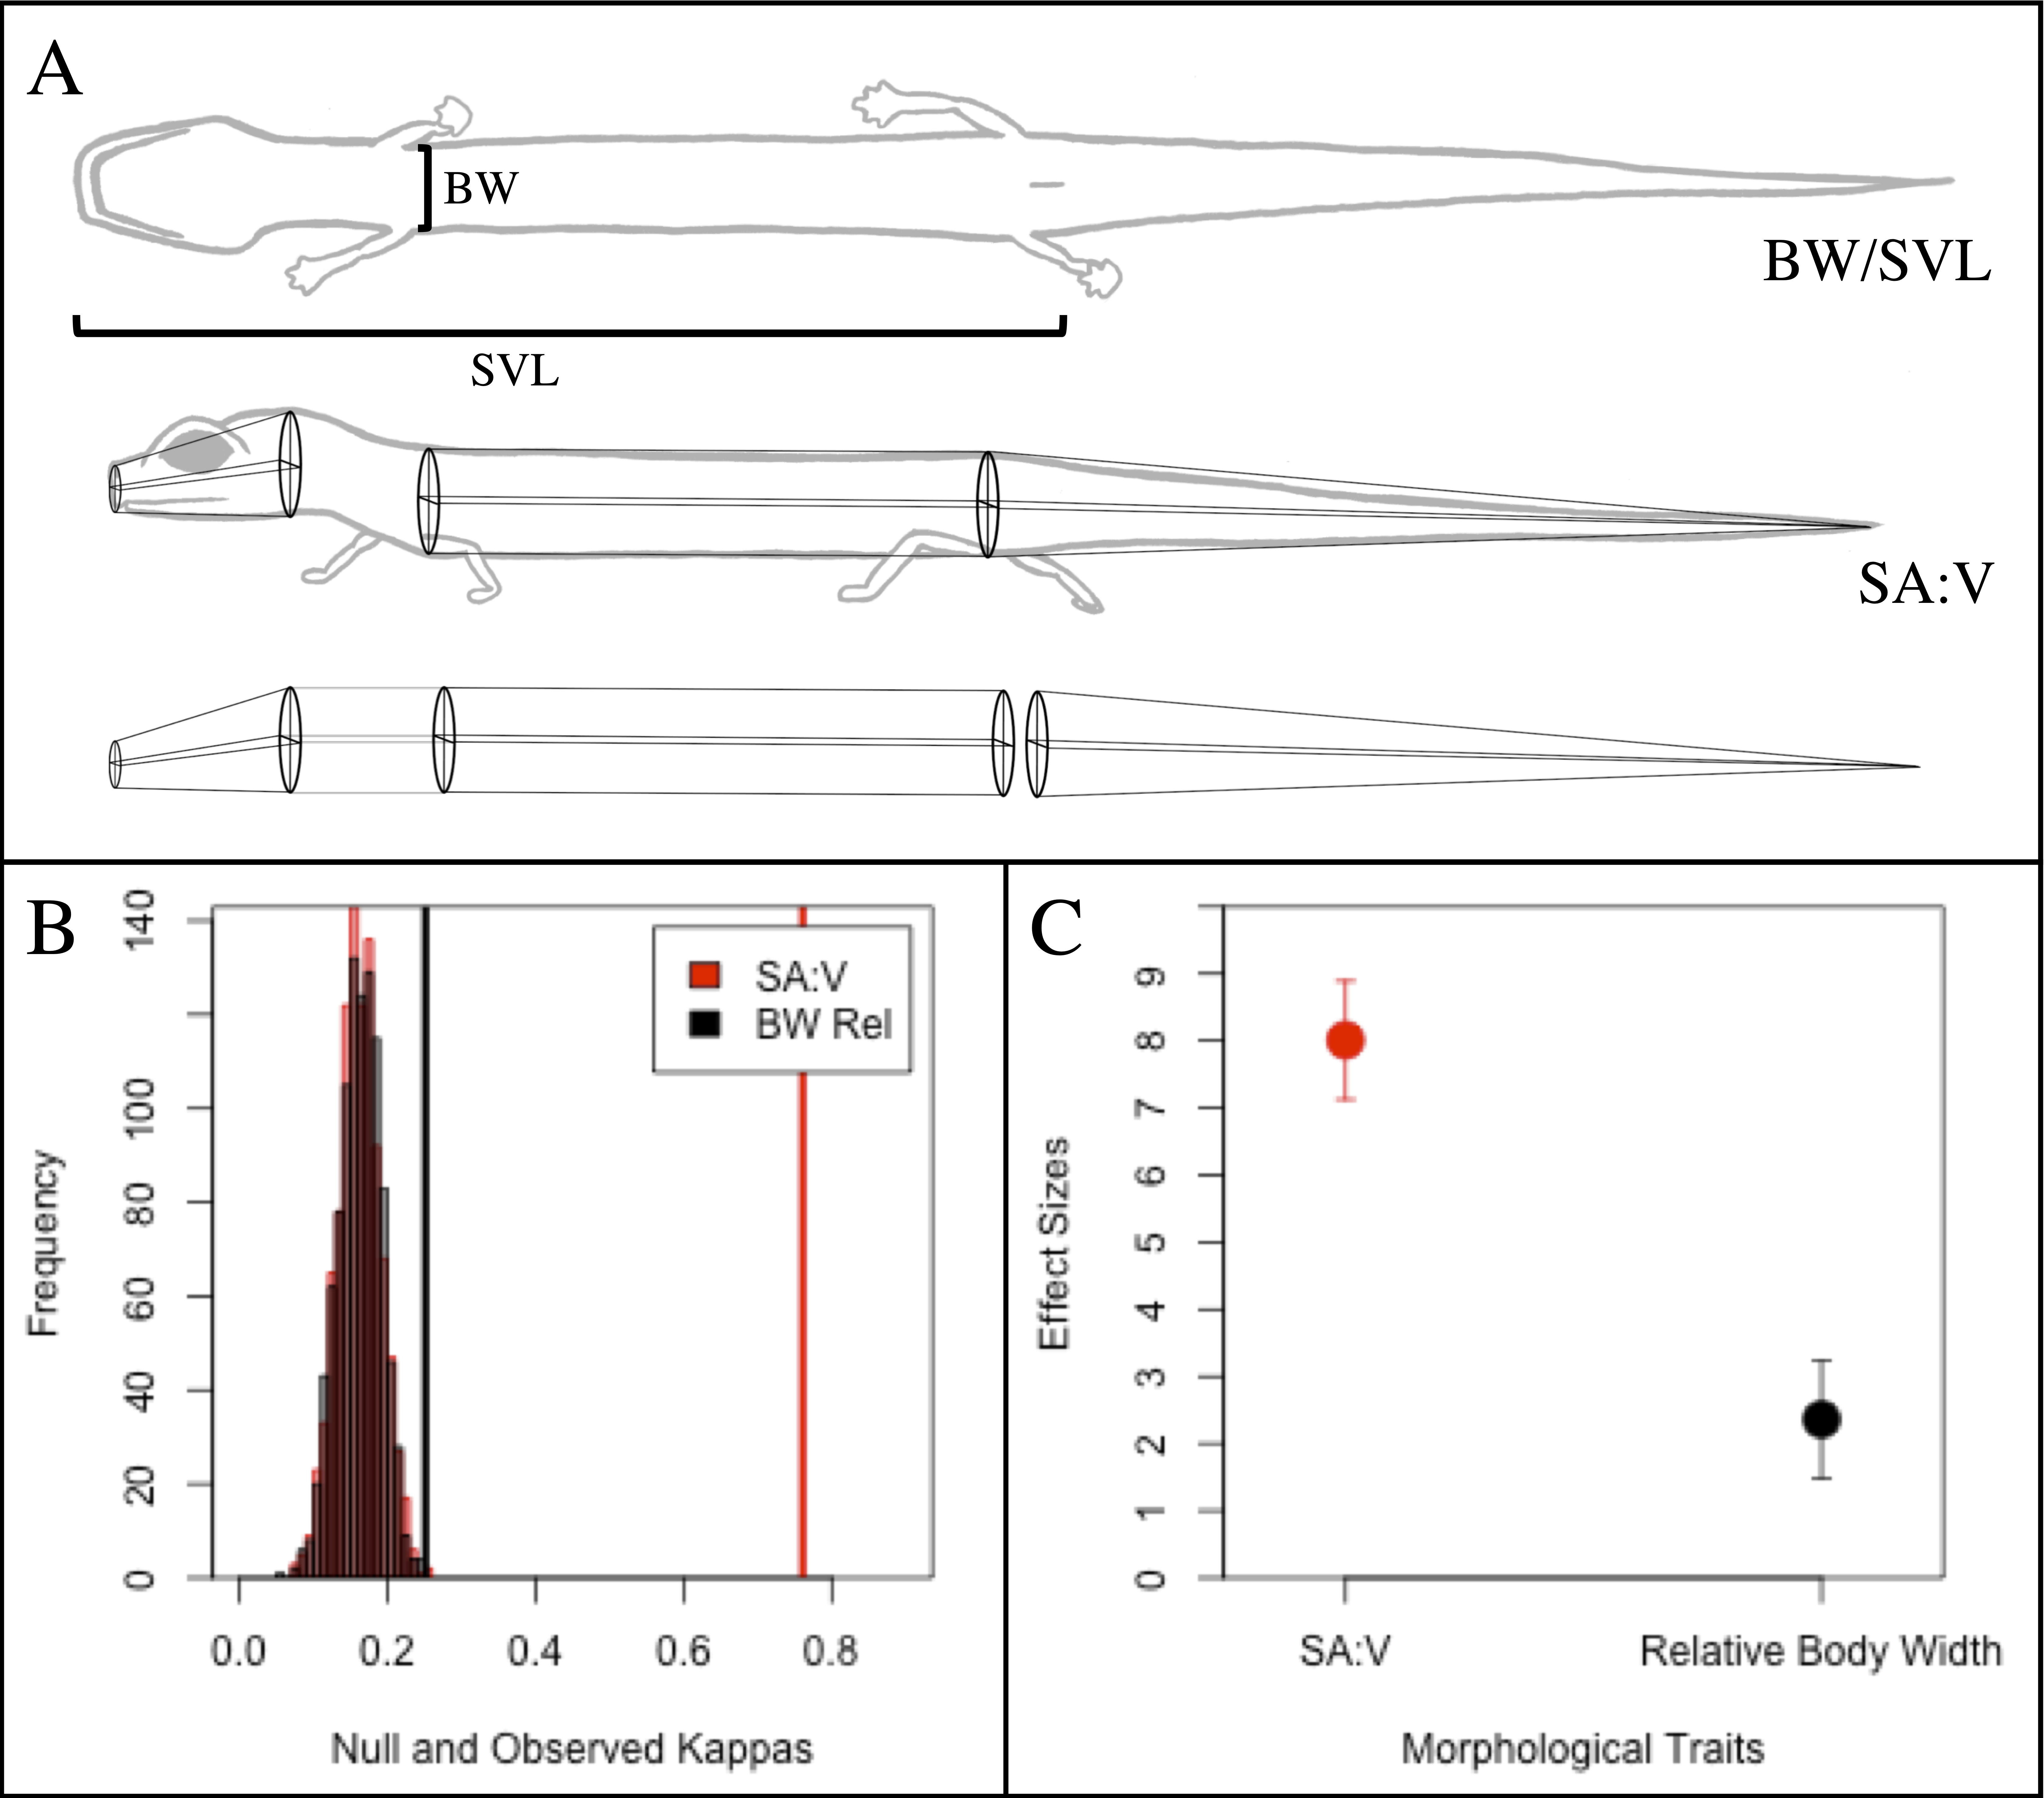 A
BW
BW/SVL
SVL
SA:V
B
140
100
80
60
40
20
0
Frequency
SA:V
BW Rel
0.0 0.2 0.4 0.6 0.8
Null and Observed Kappas
C
9
8
7
6
5
4
3
2
1
0
Effect Sizes
SA:V Relative Body Width
Morphological Traits